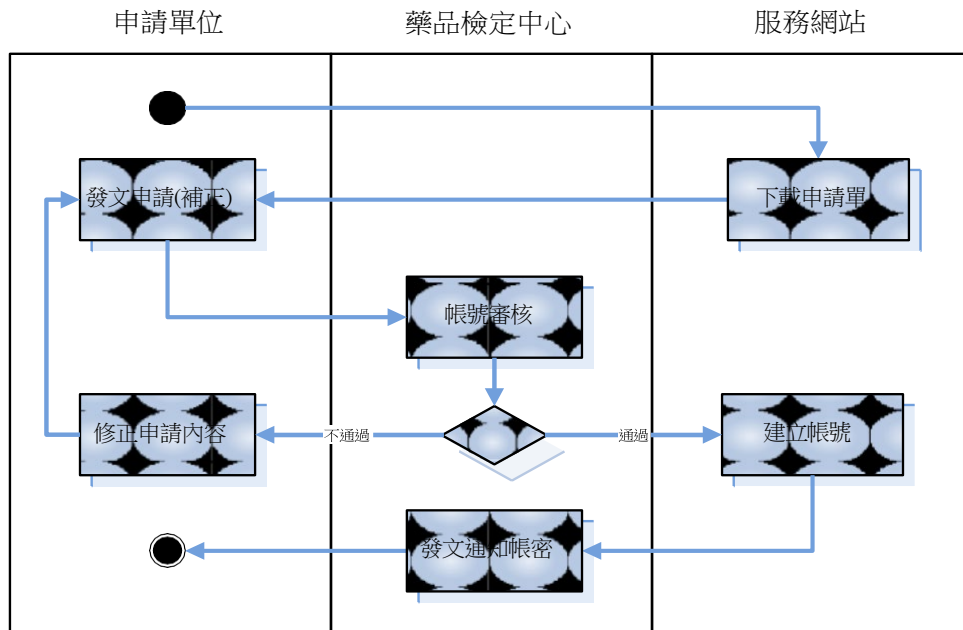 申請單位
藥品檢定中心
服務網站
發文申請(補正)
下載申請單
帳號審核
修正申請內容
不通過
通過
建立帳號
發文通知帳密